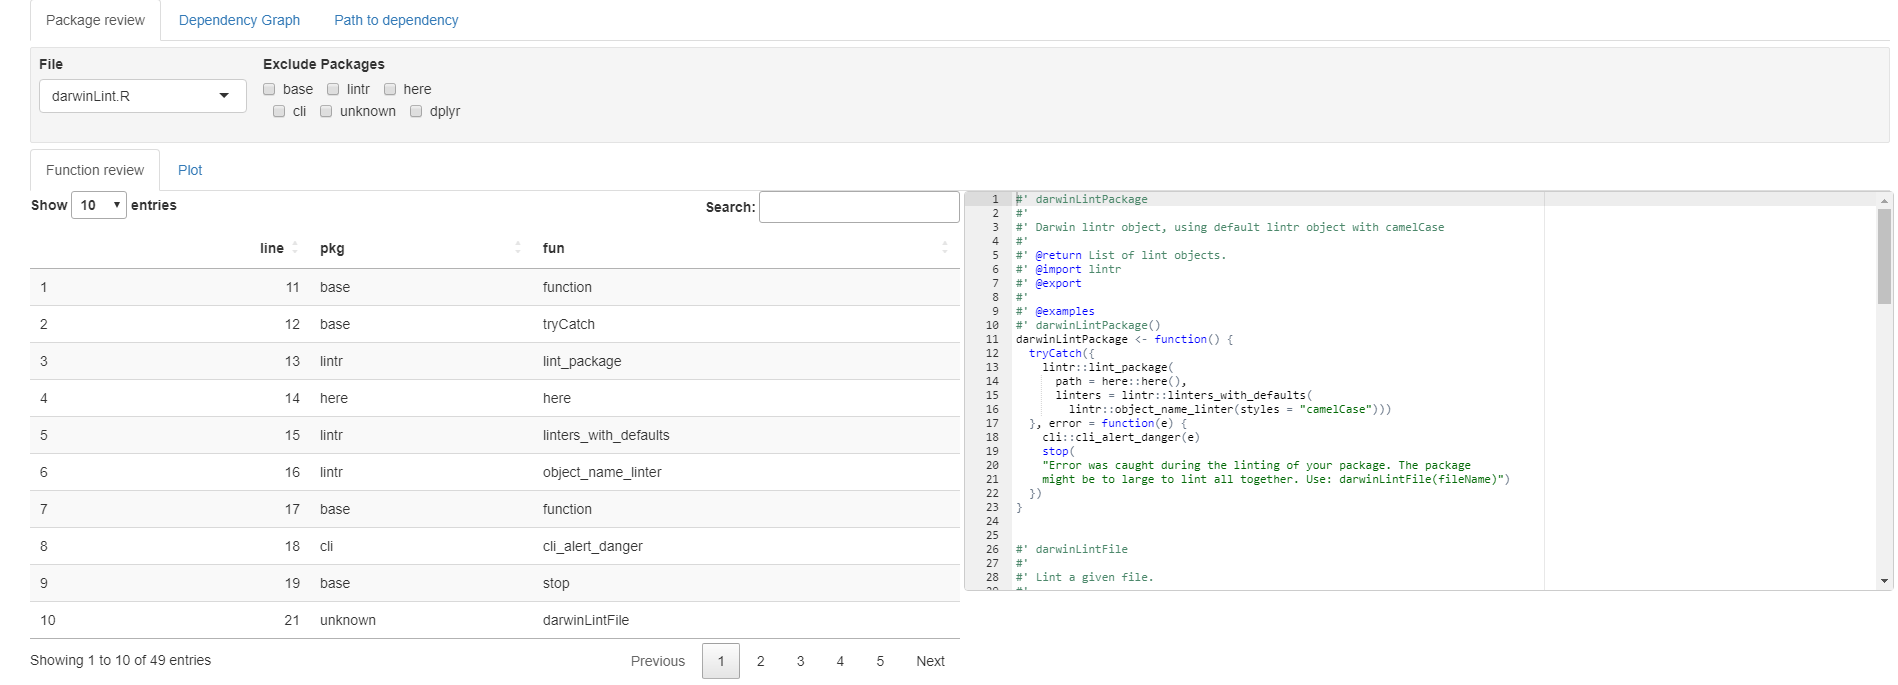 Package review Dependency Graph Path to dependency
File Exclude Packages
darwinLint.R
base lintr here
cli unknown dplyr
Function review Plot
Show 10 entries Search:
line pkg fun
1 11 base function
2 12 base tryCatch
3 13 lintr lint_package
4 14 here here
5 15 lintr linters_with_defaults
6 16 lintr object_name_linter
7 17 base function
8 18 cli cli_alert_danger
9 19 base stop
10 21 unknown darwinLintFile
Showing 1 to 10 of 49 entries Previous 1 2 3 4 5 Next
1 #' darwinLintPackage
2 #'
3 #' Darwin lintr object, using default lintr object with camelCase
4 #'
5 #' @return List of lint objects.
6 #' @import lintr
7 #' @export
8 #'
9 #' @examples
10 #' darwinLintPackage()
11 darwinLintPackage <- function() {
12 tryCatch({
13 lintr::lint_package(
14 path = here::here(),
15 linters = lintr::linters_with_defaults(
16 lintr::object_name_linter(styles = "camelCase")))
17 }, error = function(e) {
18 cli::cli_alert_danger(e)
19 stop(
20 "Error was caught during the linting of your package. The package
21 might be to large to lint all together. Use: darwinLintFile(fileName)")
22 })
23 }
24
25
26 #' darwinLintFile
27 #'
28 #' Lint a given file.
29 #'